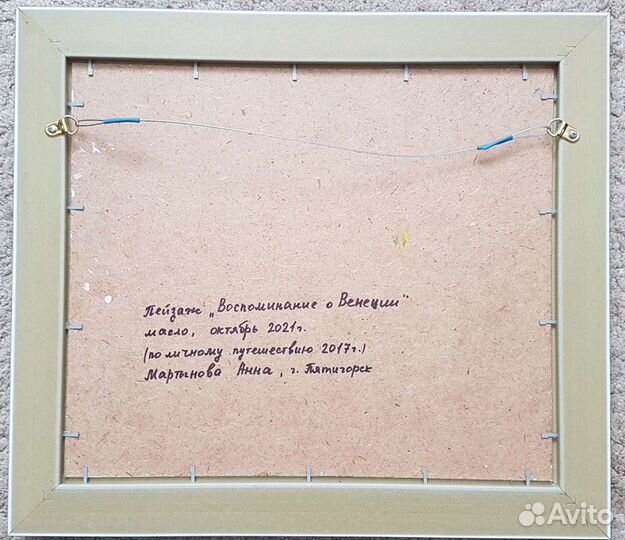 Пейзаж „Воспоминание о Венеции"
масло, октябрь 2021г.
(по личному путешествию 2017г.)
Мартынова Анна, г. Пятигорск
Avito